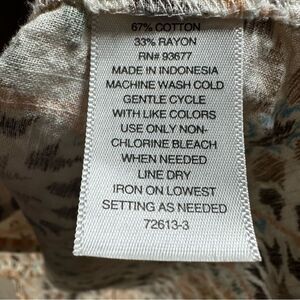 67% COTTON
33% RAYON
RN# 93677
MADE IN INDONESIA
MACHINE WASH COLD
GENTLE CYCLE
WITH LIKE COLORS
USE ONLY NON-
CHLORINE BLEACH
WHEN NEEDED
LINE DRY
IRON ON LOWEST
SETTING AS NEEDED
72613-3